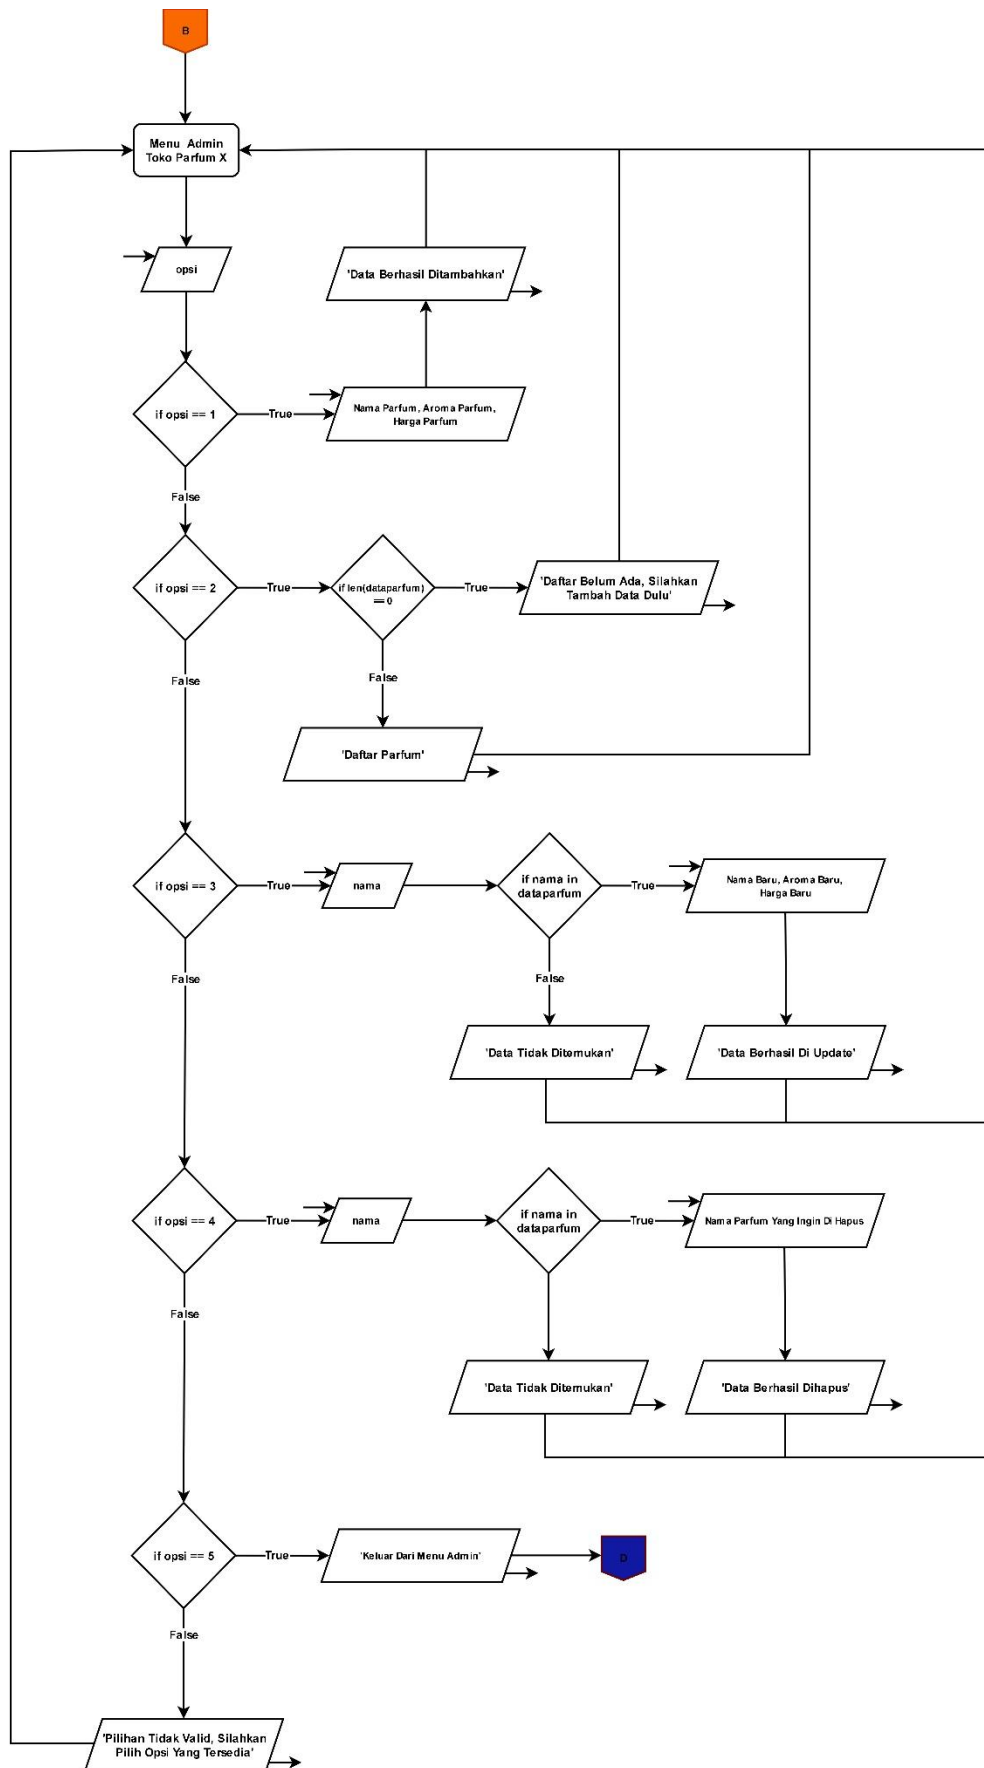 B
Menu Admin
Toko Parfum X
opsi
'Data Berhasil Ditambahkan'
if opsi == 1
True
Nama Parfum, Aroma Parfum,
Harga Parfum
False
if opsi == 2
True
if len(dataparfum)
== 0
True
'Daftar Belum Ada, Silahkan
Tambah Data Dulu'
False
False
'Daftar Parfum'
if opsi == 3
True
nama
if nama in
dataparfum
True
Nama Baru, Aroma Baru,
Harga Baru
False
False
'Data Tidak Ditemukan'
'Data Berhasil Di Update'
if opsi == 4
True
nama
if nama in
dataparfum
True
Nama Parfum Yang Ingin Di Hapus
False
'Data Tidak Ditemukan'
'Data Berhasil Dihapus'
if opsi == 5
True
'Keluar Dari Menu Admin'
D
False
'Pilihan Tidak Valid, Silahkan
Pilih Opsi Yang Tersedia'